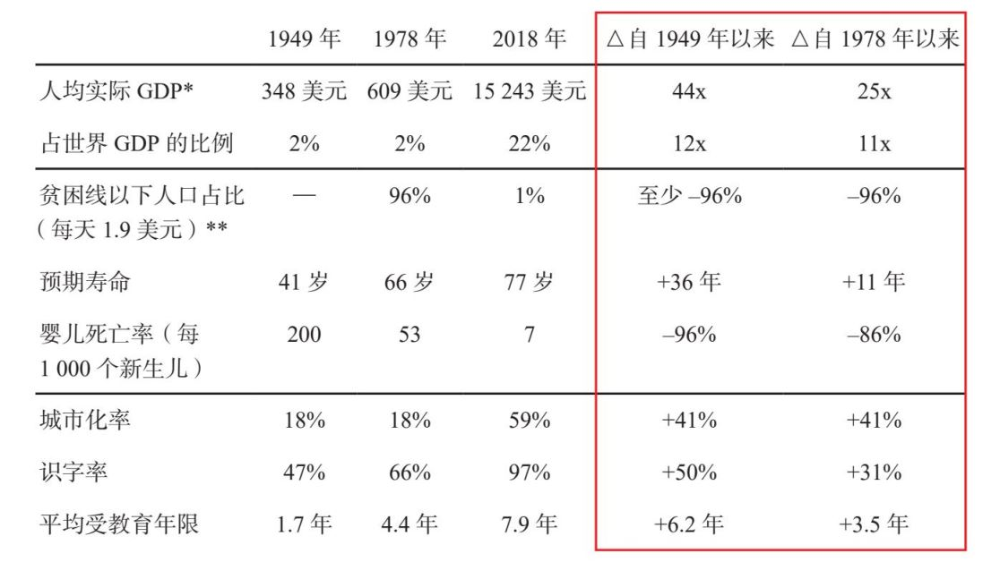 1949 年 1978 年 2018 年 △自 1949 年以来 △自 1978 年以来
人均实际 GDP* 348 美元 609 美元 15 243 美元 44x 25x
占世界 GDP 的比例 2% 2% 22% 12x 11x
贫困线以下人口占比 — 96% 1% 至少 –96% –96%
（每天 1.9 美元）**
预期寿命 41 岁 66 岁 77 岁 +36 年 +11 年
婴儿死亡率（每 200 53 7 –96% –86%
1 000 个新生儿）
城市化率 18% 18% 59% +41% +41%
识字率 47% 66% 97% +50% +31%
平均受教育年限 1.7 年 4.4 年 7.9 年 +6.2 年 +3.5 年